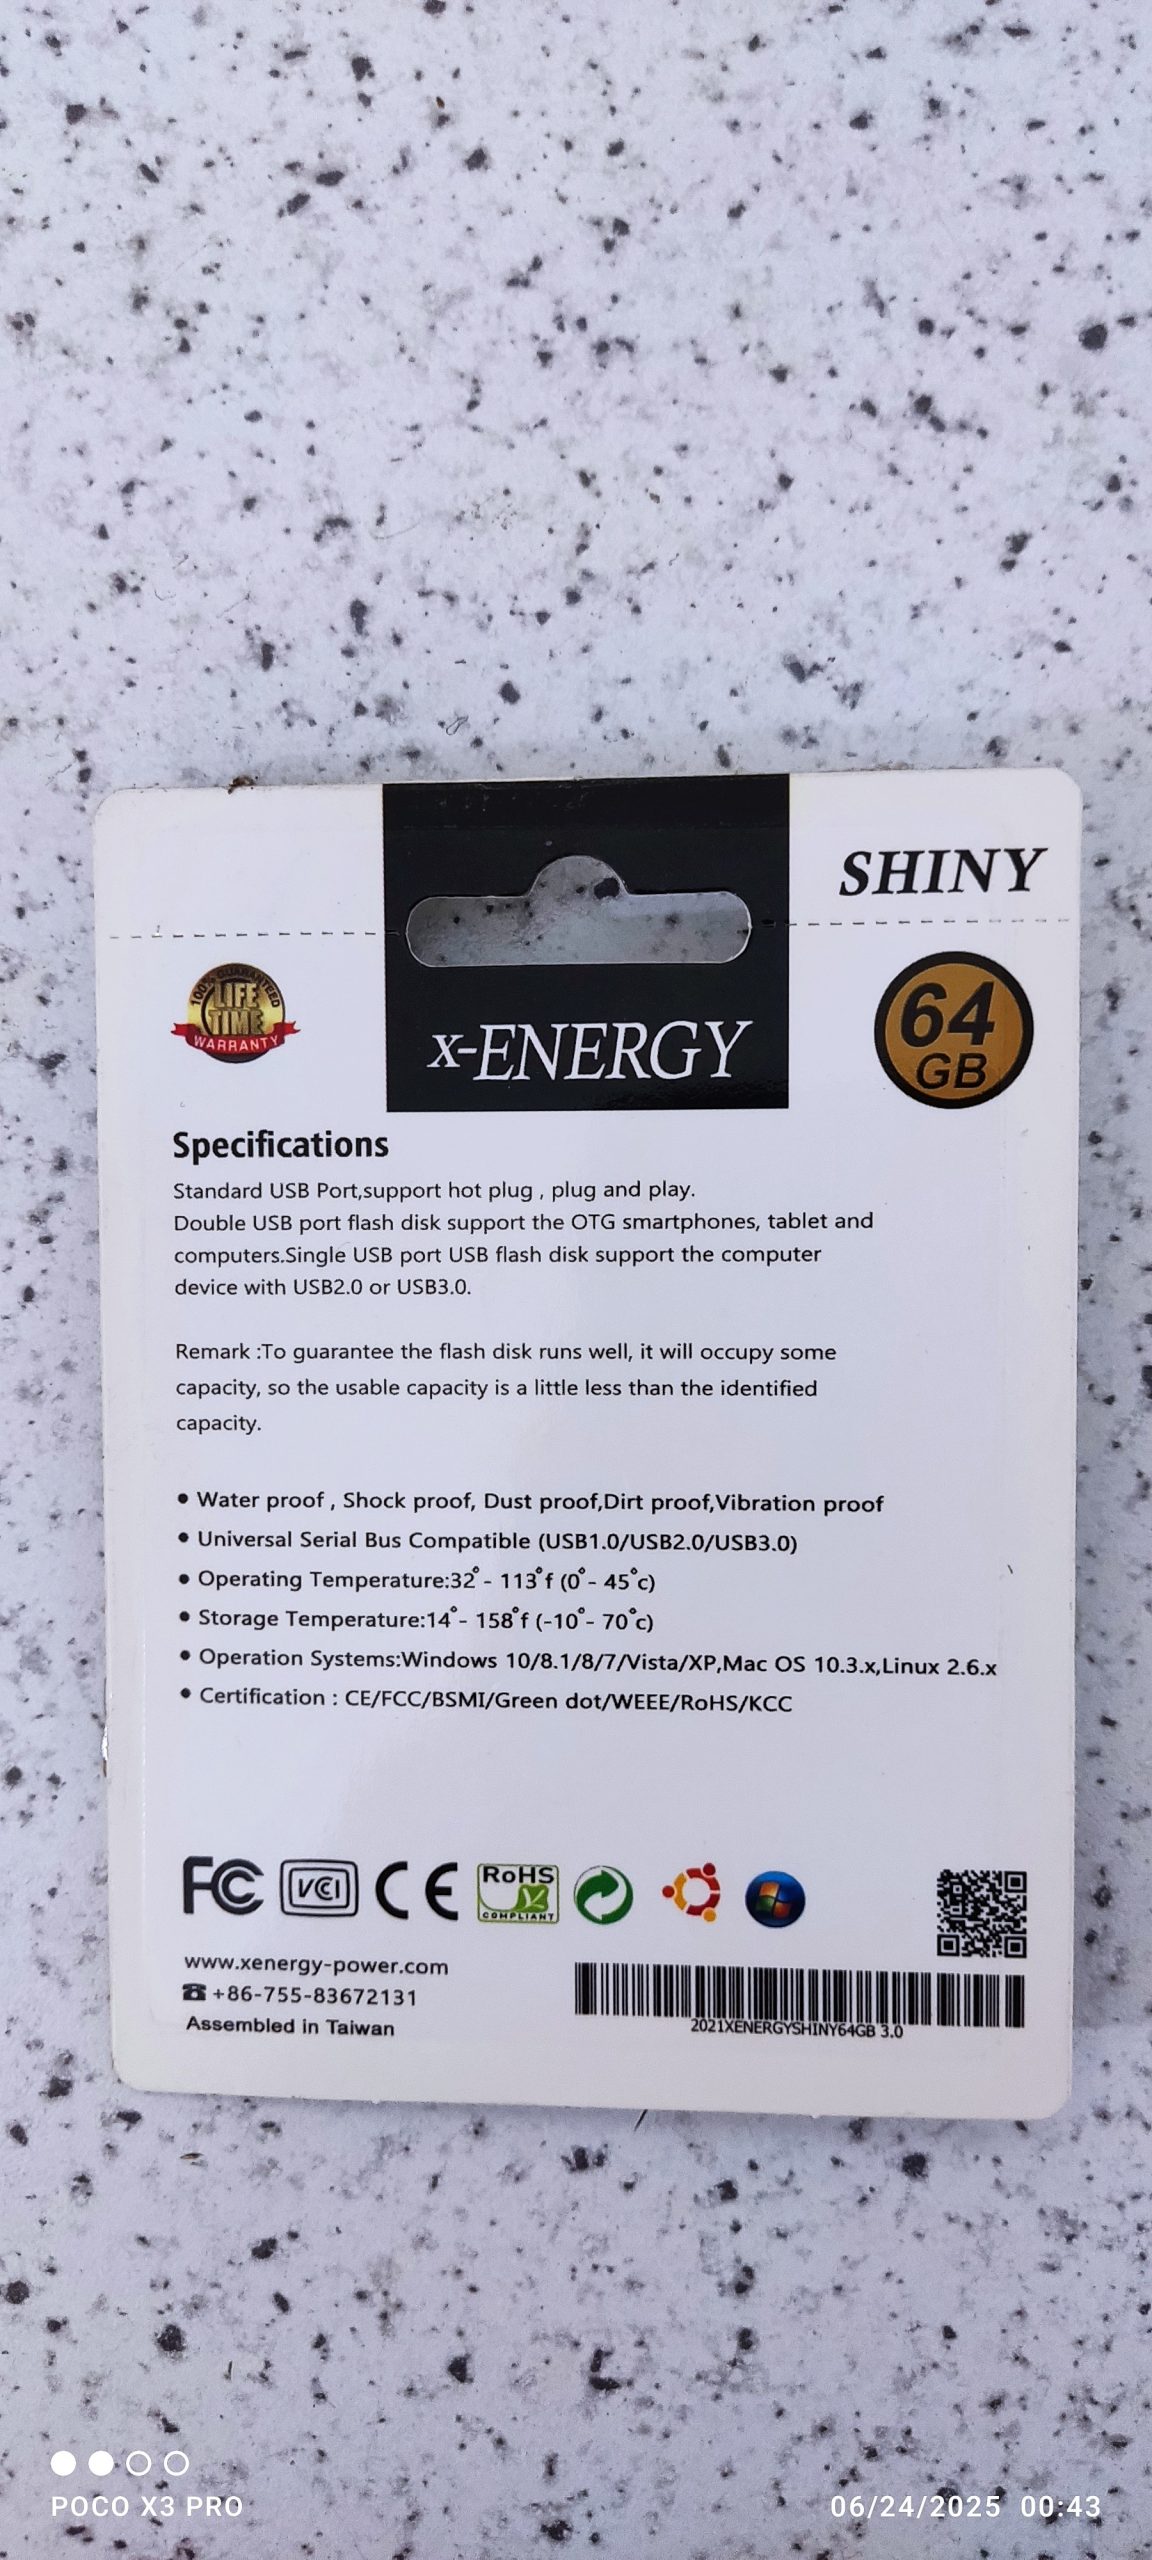 SHINY
100% GUARANTEED
LIFE
TIME
WARRANTY
x-ENERGY
64
GB
Specifications
Standard USB Port,support hot plug , plug and play.
Double USB port flash disk support the OTG smartphones, tablet and
computers.Single USB port USB flash disk support the computer
device with USB2.0 or USB3.0.
Remark :To guarantee the flash disk runs well, it will occupy some
capacity, so the usable capacity is a little less than the identified
capacity.
• Water proof , Shock proof, Dust proof,Dirt proof,Vibration proof
• Universal Serial Bus Compatible (USB1.0/USB2.0/USB3.0)
• Operating Temperature:32°- 113°f (0°- 45°c)
• Storage Temperature:14°- 158°f (-10°- 70°c)
• Operation Systems:Windows 10/8.1/8/7/Vista/XP,Mac OS 10.3.x,Linux 2.6.x
• Certification : CE/FCC/BSMI/Green dot/WEEE/RoHS/KCC
FC VCI CE RoHS
COMPLIANT
www.xenergy-power.com
☎+86-755-83672131
Assembled in Taiwan
2021XENERGYSHINY64GB 3.0
POCO X3 PRO
06/24/2025 00:43